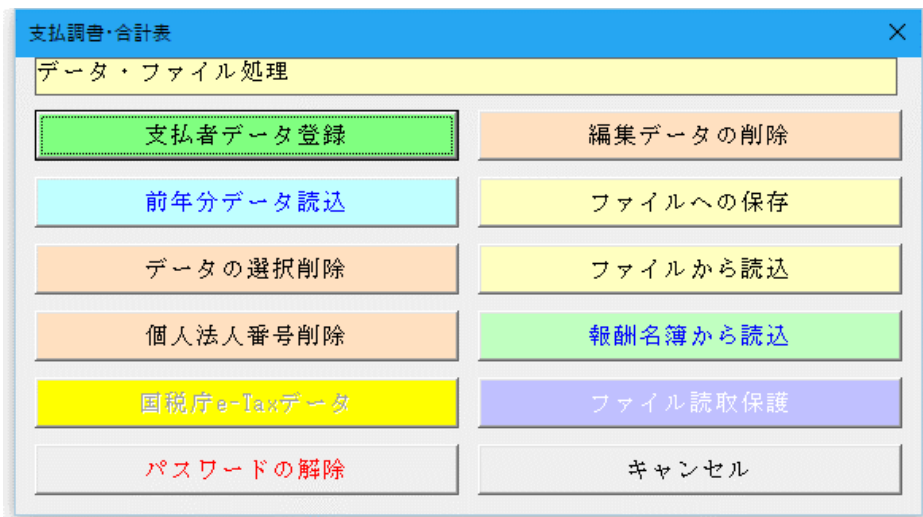 支払調書・合計表
データ・ファイル処理
支払者データ登録
編集データの削除
前年分データ読込
ファイルへの保存
データの選択削除
ファイルから読込
個人法人番号削除
報酬名簿から読込
国税庁e-Taxデータ
ファイル読取保護
パスワードの解除
キャンセル